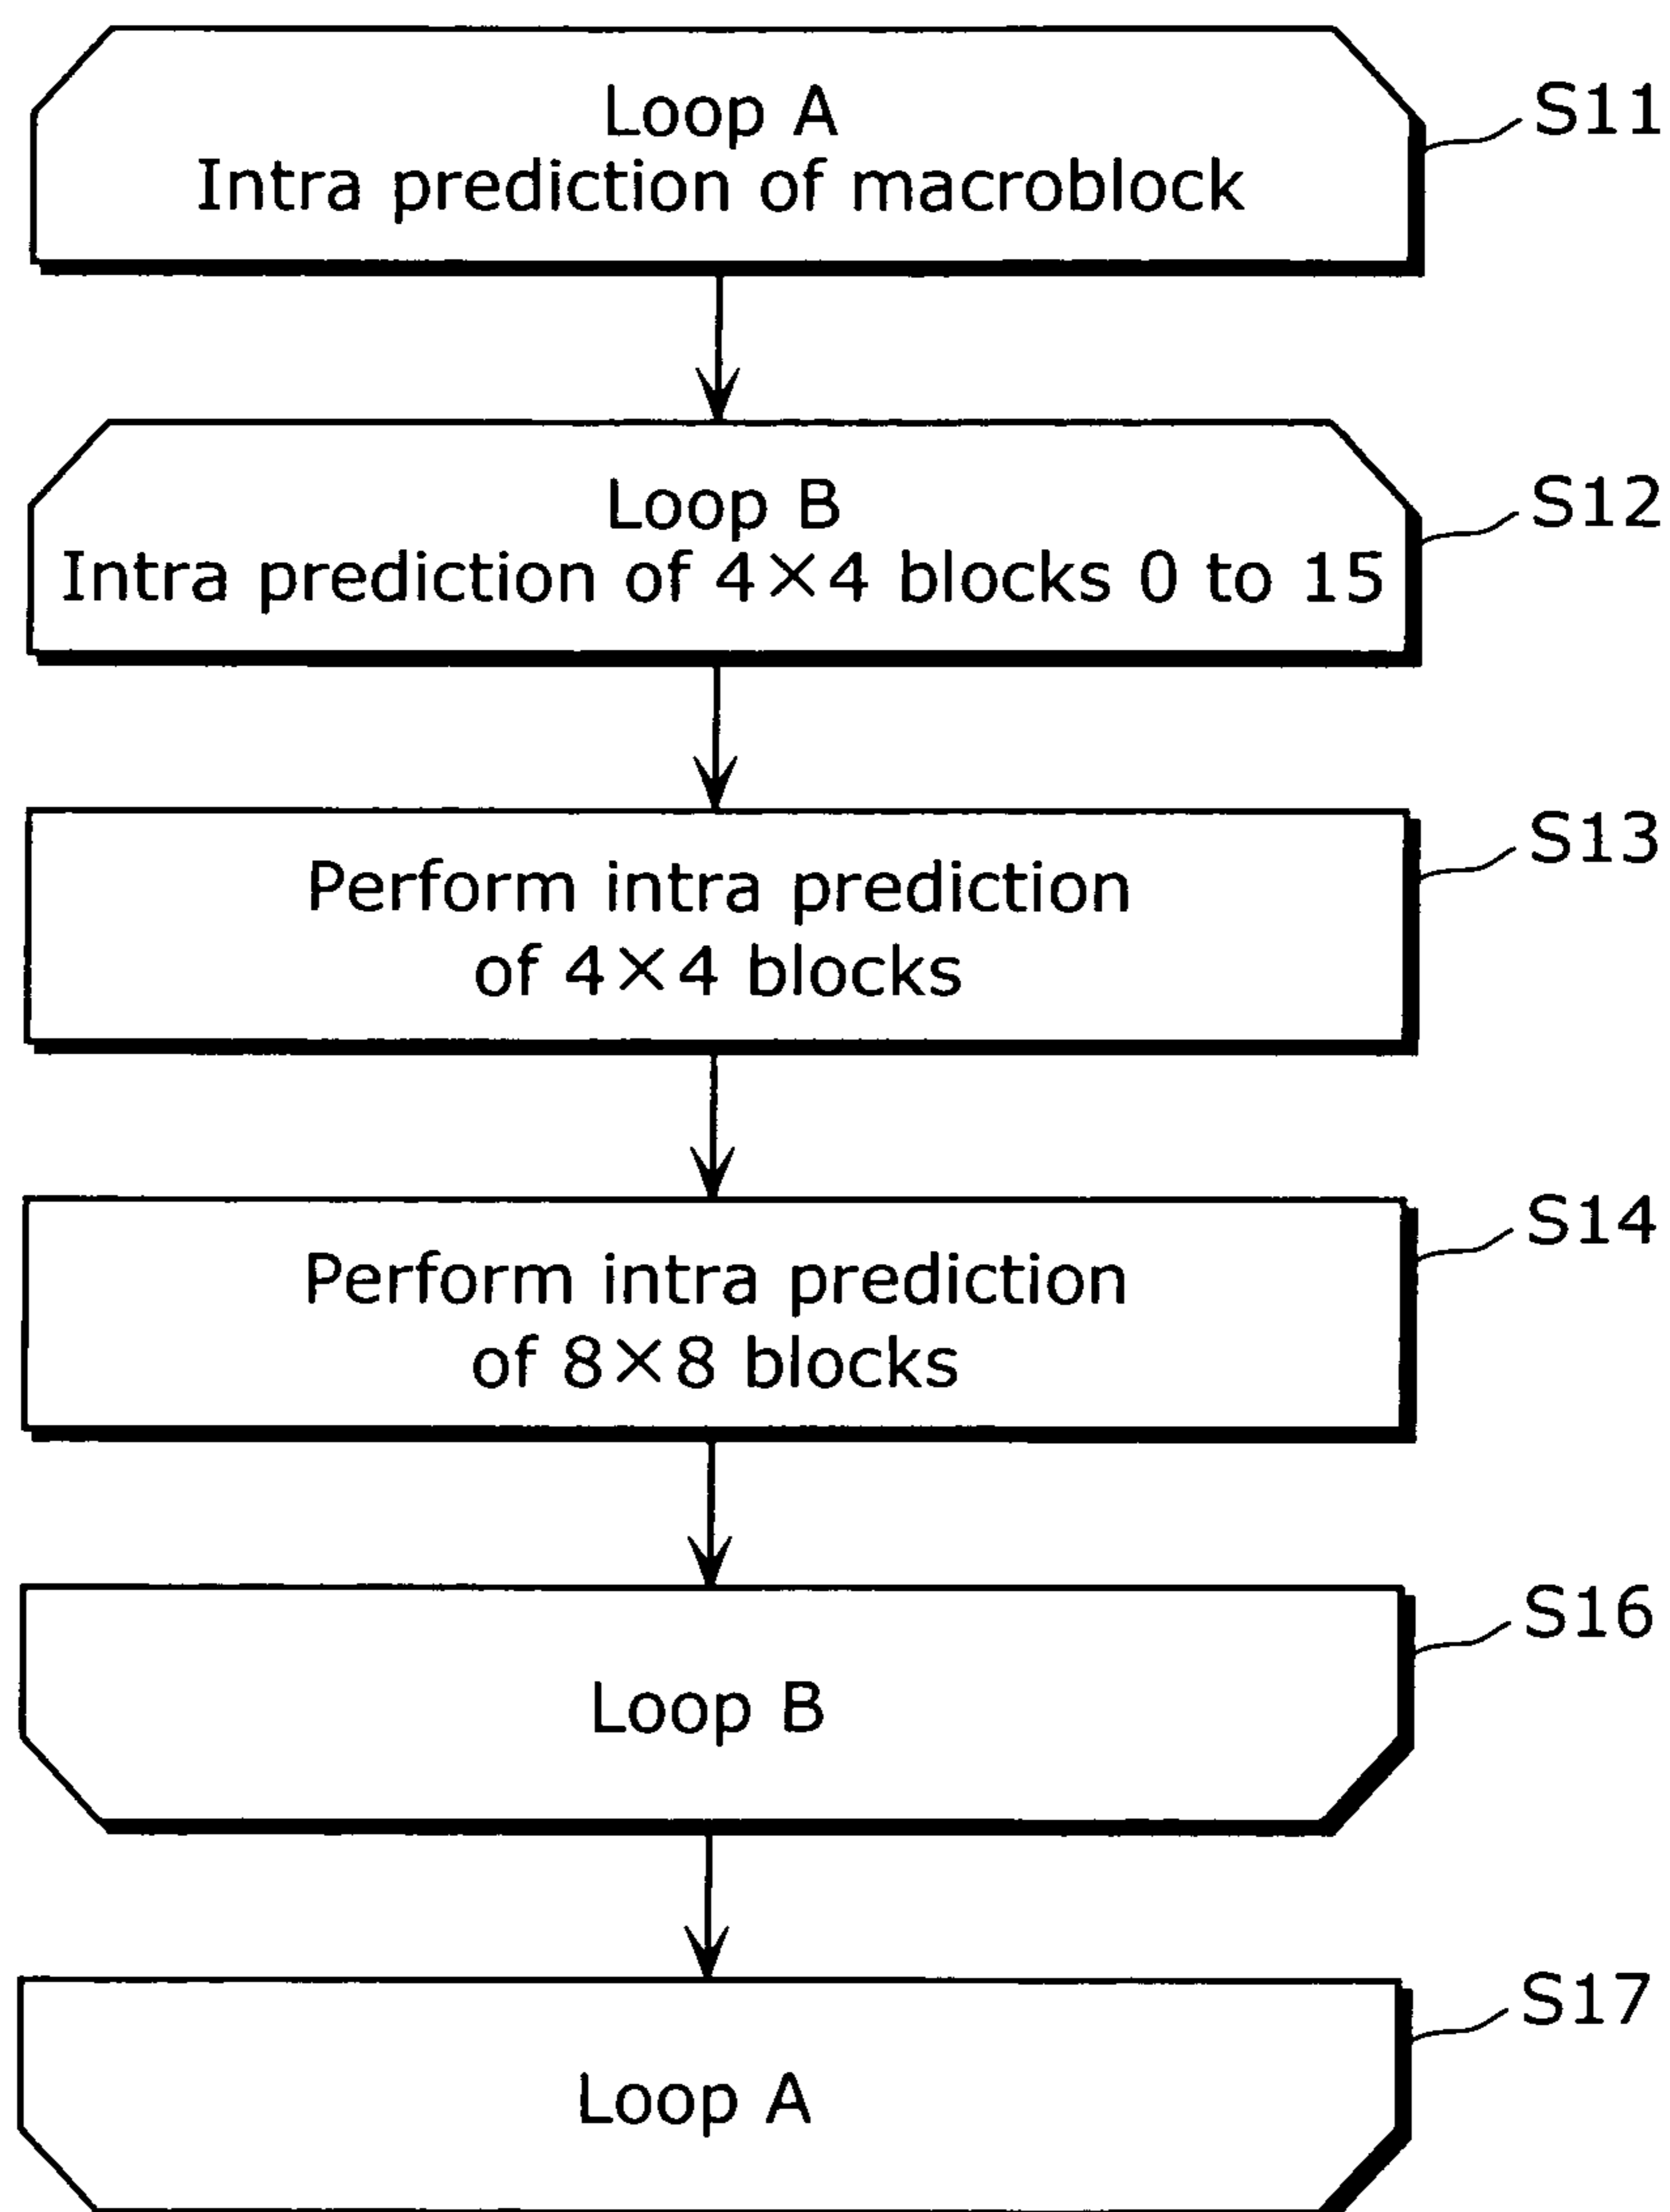 Loop A
Intra prediction of macroblock
S11
Loop B
Intra prediction of 4×4 blocks 0 to 15
S12
Perform intra prediction
of 4×4 blocks
S13
Perform intra prediction
of 8×8 blocks
S14
Loop B
S16
Loop A
S17